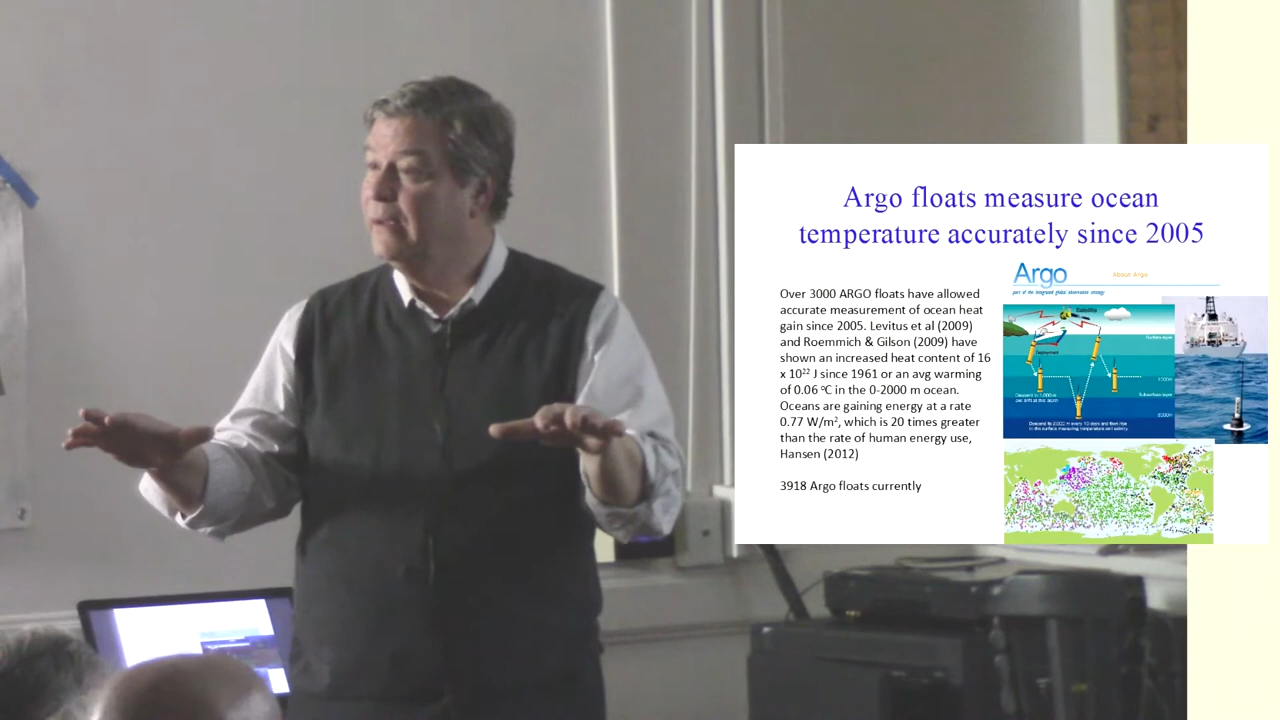 Argo floats measure ocean
temperature accurately since 2005
Argo
About Argo
part of the integrated global observation strategy
Over 3000 ARGO floats have allowed
accurate measurement of ocean heat
gain since 2005. Levitus et al (2009)
and Roemmich & Gilson (2009) have
shown an increased heat content of 16
x 10²² J since 1961 or an avg warming
of 0.06 °C in the 0-2000 m ocean.
Oceans are gaining energy at a rate
0.77 W/m², which is 20 times greater
than the rate of human energy use,
Hansen (2012)
3918 Argo floats currently
Satellite
Deployment